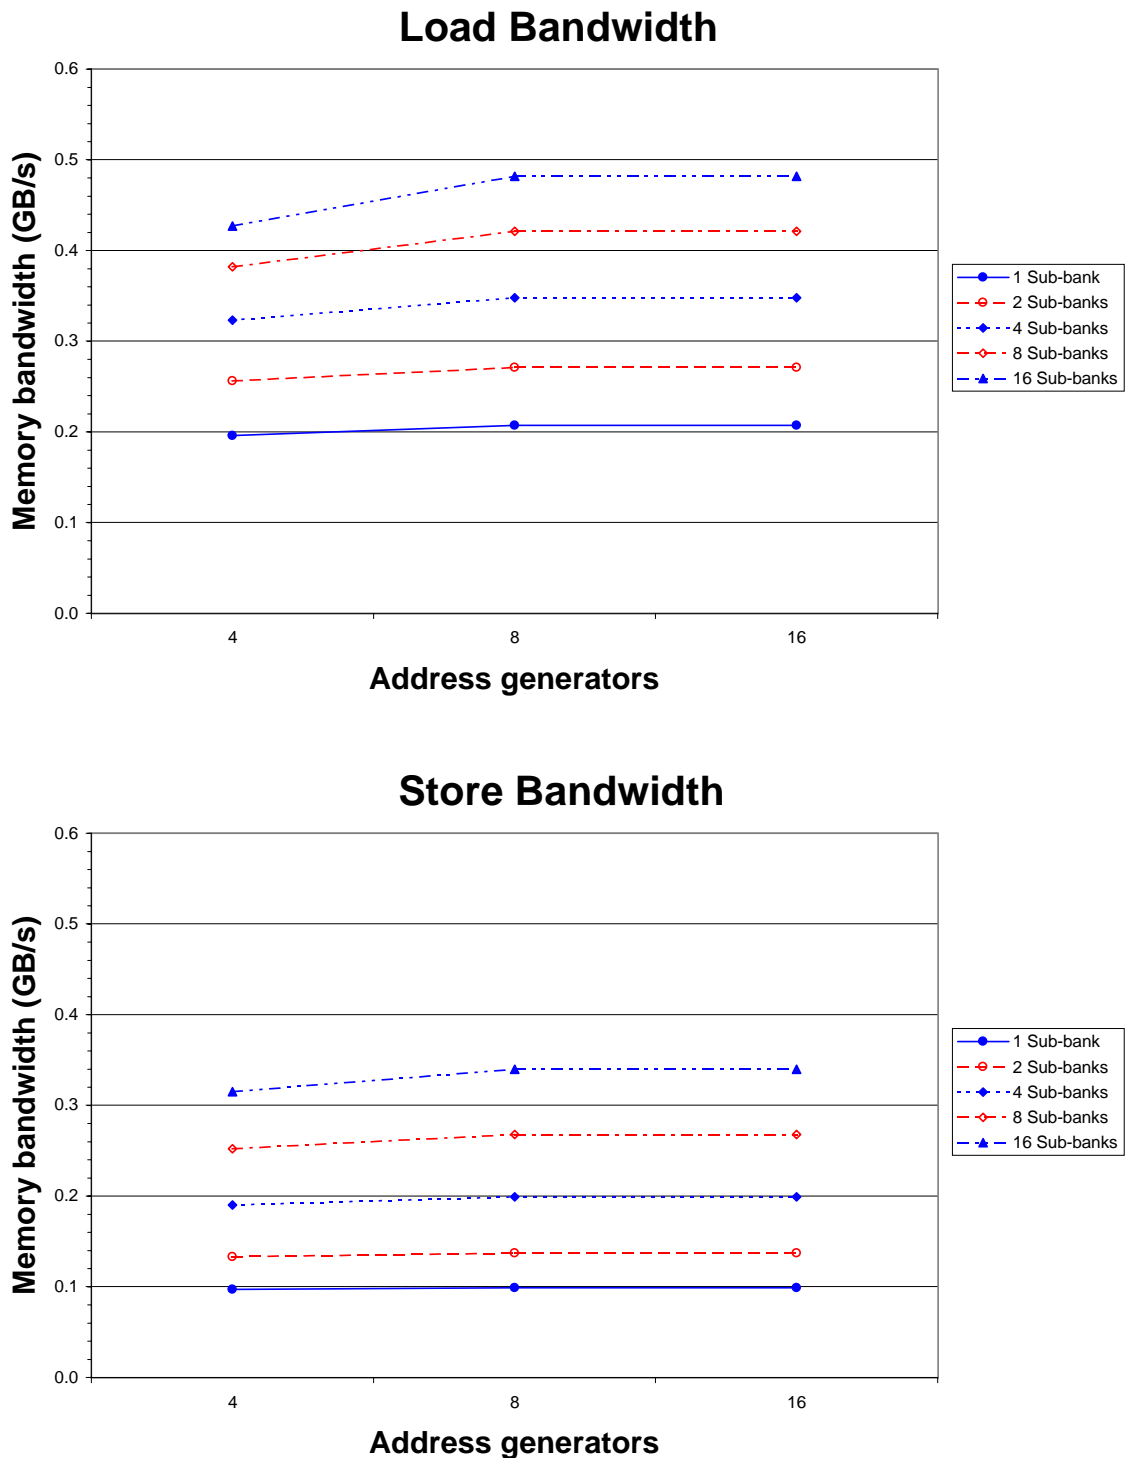 Load Bandwidth
0.6
0.5
0.4
0.3
0.2
0.1
0.0
Memory bandwidth (GB/s)
4 8 16
Address generators
1 Sub-bank
2 Sub-banks
4 Sub-banks
8 Sub-banks
16 Sub-banks
Store Bandwidth
0.6
0.5
0.4
0.3
0.2
0.1
0.0
Memory bandwidth (GB/s)
4 8 16
Address generators
1 Sub-bank
2 Sub-banks
4 Sub-banks
8 Sub-banks
16 Sub-banks